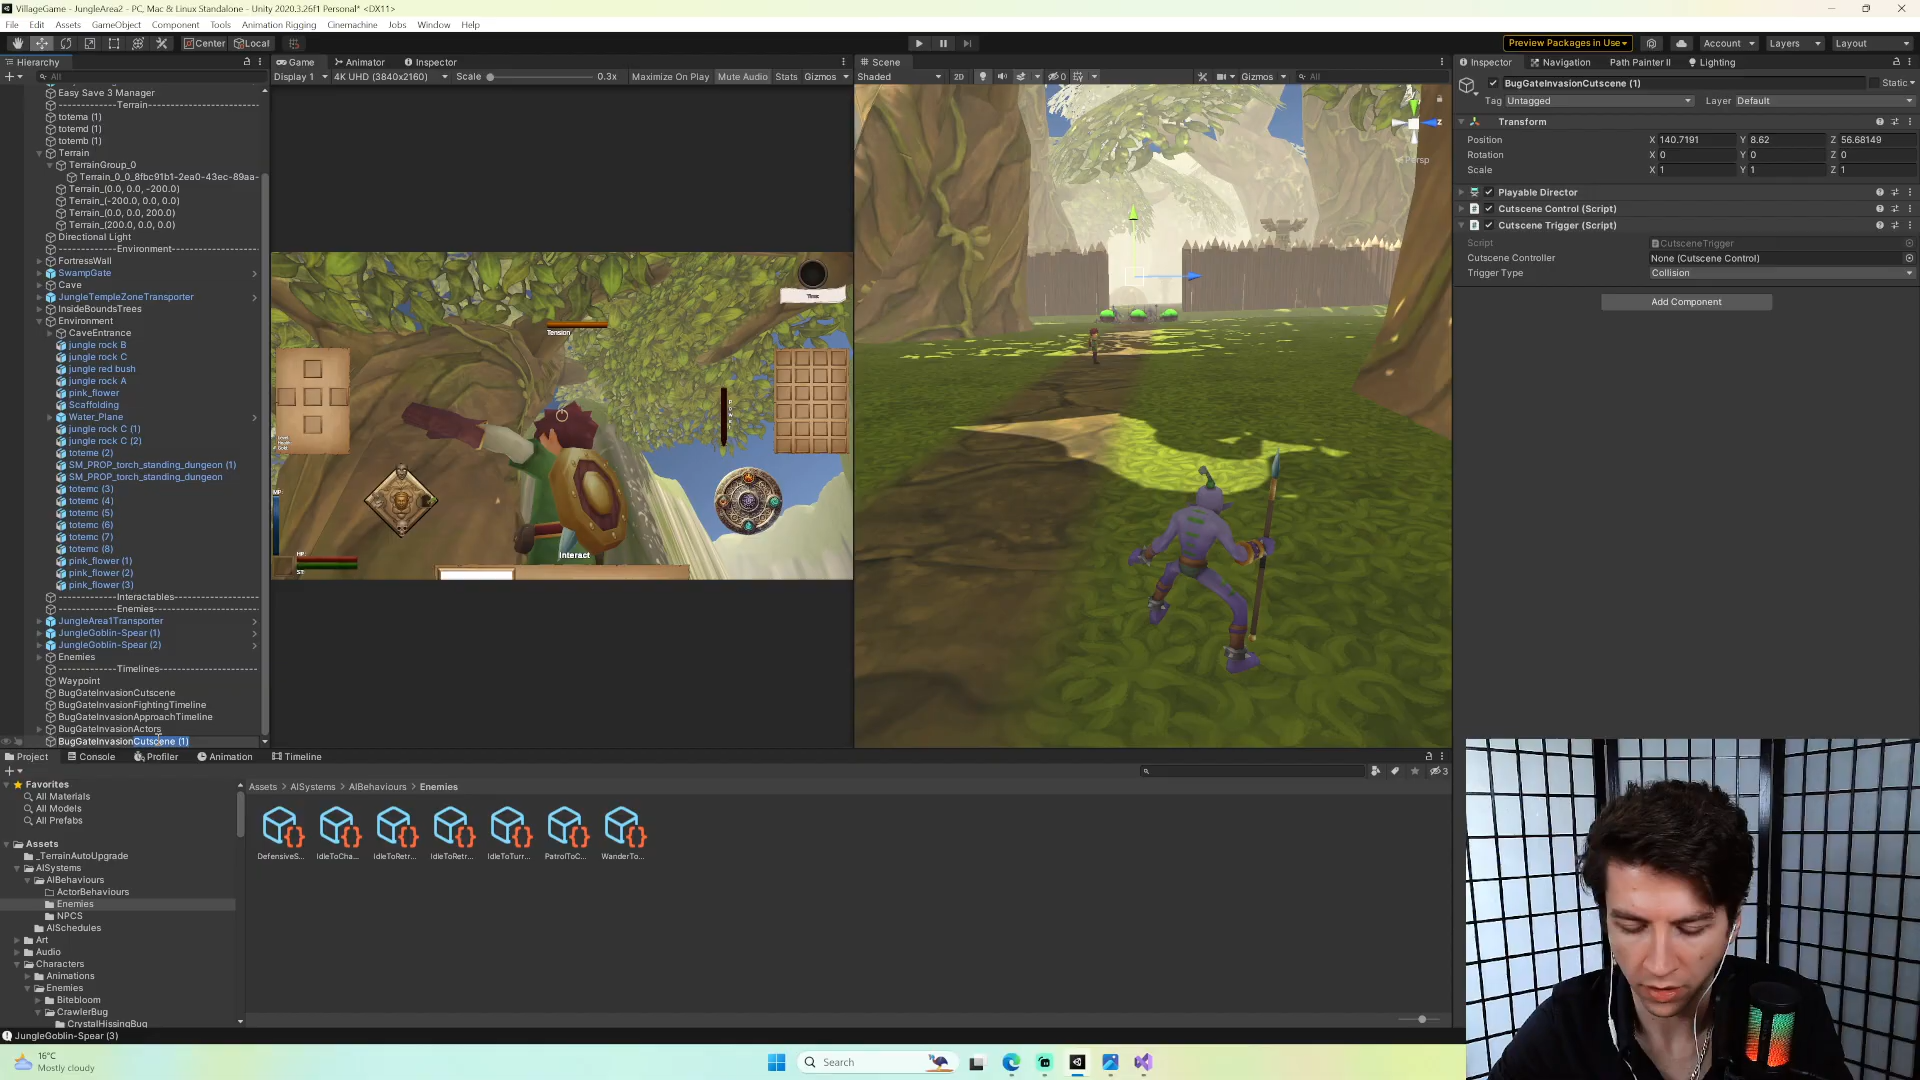 VillageGame - JungleArea2 - PC, Mac & Linux Standalone - Unity 2020.3.26f1 Personal* <DX11>
File Edit Assets GameObject Component Tools Animation Rigging Cinemachine Jobs Window Help
Center Local
Preview Packages in Use Account Layers Layout
Hierarchy
All
Easy Save 3 Manager
--------------Terrain--------------
totema (1)
totemd (1)
totemb (1)
Terrain
TerrainGroup_0
Terrain_0_0_8fbc91b1-2ea0-43ec-89aa-
Terrain_(0.0, 0.0, -200.0)
Terrain_(-200.0, 0.0, 0.0)
Terrain_(0.0, 0.0, 200.0)
Terrain_(200.0, 0.0, 0.0)
Directional Light
--------------Environment--------------
FortressWall
SwampGate
Cave
JungleTempleZoneTransporter
InsideBoundsTrees
Environment
CaveEntrance
jungle rock B
jungle rock C
jungle red bush
jungle rock A
pink_flower
Scaffolding
Water_Plane
jungle rock C (1)
jungle rock C (2)
toteme (2)
SM_PROP_torch_standing_dungeon (1)
SM_PROP_torch_standing_dungeon
totemc (3)
totemc (4)
totemc (5)
totemc (6)
totemc (7)
totemc (8)
pink_flower (1)
pink_flower (2)
pink_flower (3)
--------------Interactables--------------
--------------Enemies--------------
JungleArea1Transporter
JungleGoblin-Spear (1)
JungleGoblin-Spear (2)
Enemies
--------------Timelines--------------
Waypoint
BugGateInvasionCutscene
BugGateInvasionFightingTimeline
BugGateInvasionApproachTimeline
BugGateInvasionActors
BugGateInvasionCutscene (1)
Game Animator Inspector
Display 1 4K UHD (3840x2160) Scale 0.3x Maximize On Play Mute Audio Stats Gizmos
Tension
Time:
MP:
HP:
ST:
Interact
Scene
Shaded 2D Gizmos All
z
Persp
Inspector Navigation Path Painter II Lighting
BugGateInvasionCutscene (1) Static
Tag Untagged Layer Default
Transform
Position X 140.7191 Y 8.62 Z 56.68149
Rotation X 0 Y 0 Z 0
Scale X 1 Y 1 Z 1
Playable Director
Cutscene Control (Script)
Cutscene Trigger (Script)
Script CutsceneTrigger
Cutscene Controller None (Cutscene Control)
Trigger Type Collision
Add Component
Project Console Profiler Animation Timeline
3
Favorites
All Materials
All Models
All Prefabs
Assets
_TerrainAutoUpgrade
AISystems
AIBehaviours
ActorBehaviours
Enemies
NPCS
AISchedules
Art
Audio
Characters
Animations
Enemies
Bitebloom
CrawlerBug
CrystalHissingBug
Assets > AISystems > AIBehaviours > Enemies
DefensiveS... IdleToCha... IdleToRetr... IdleToRetr... IdleToTurr... PatrolToC... WanderTo...
JungleGoblin-Spear (3)
16°C
Mostly cloudy
Search